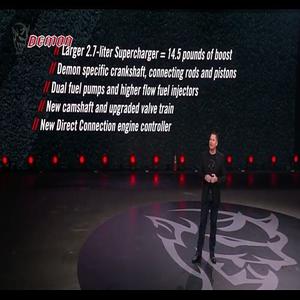 DEMON
// Larger 2.7-liter Supercharger = 14.5 pounds of boost
// Demon specific crankshaft, connecting rods and pistons
// Dual fuel pumps and higher flow fuel injectors
// New camshaft and upgraded valve train
// New Direct Connection engine controller